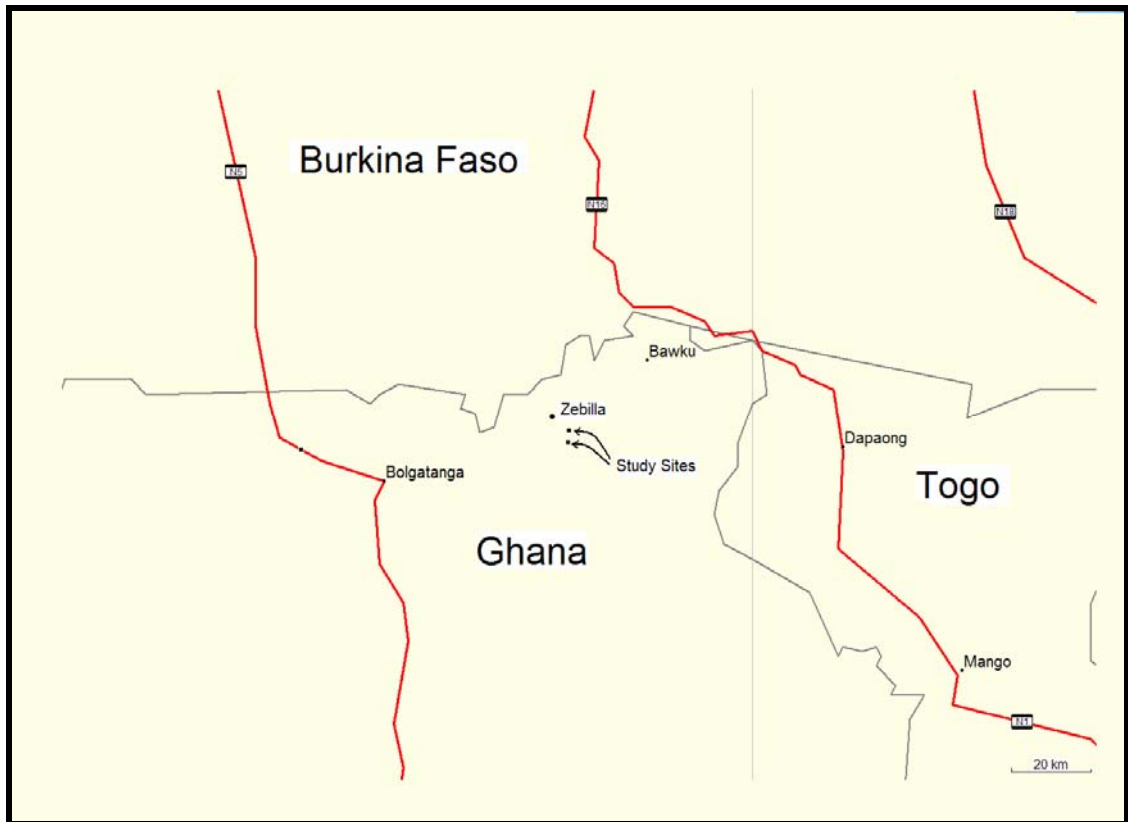 Burkina Faso
N5
N16
N18
Bawku
Zebilla
Dapaong
Study Sites
Bolgatanga
Togo
Ghana
Mango
N1
20 km